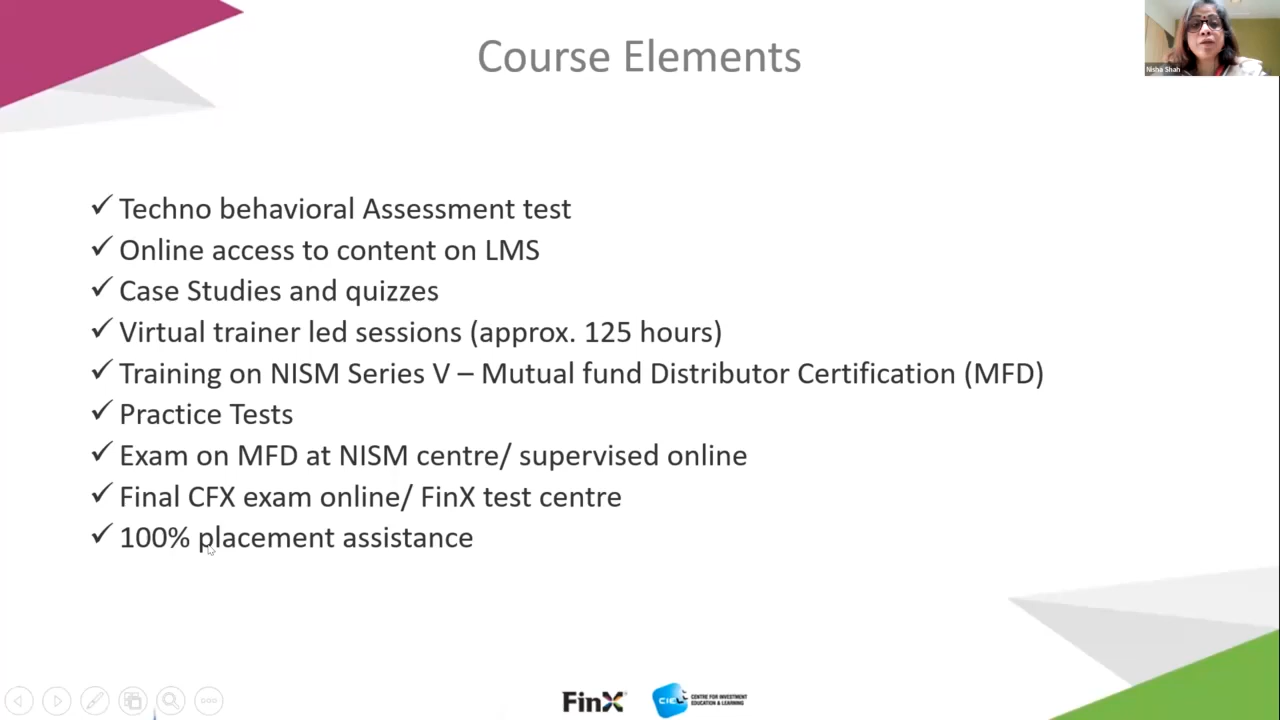 Course Elements
Nisha Shah
✓ Techno behavioral Assessment test
✓ Online access to content on LMS
✓ Case Studies and quizzes
✓ Virtual trainer led sessions (approx. 125 hours)
✓ Training on NISM Series V – Mutual fund Distributor Certification (MFD)
✓ Practice Tests
✓ Exam on MFD at NISM centre/ supervised online
✓ Final CFX exam online/ FinX test centre
✓ 100% placement assistance
FinX
CIEL
CENTRE FOR INVESTMENT
EDUCATION & LEARNING